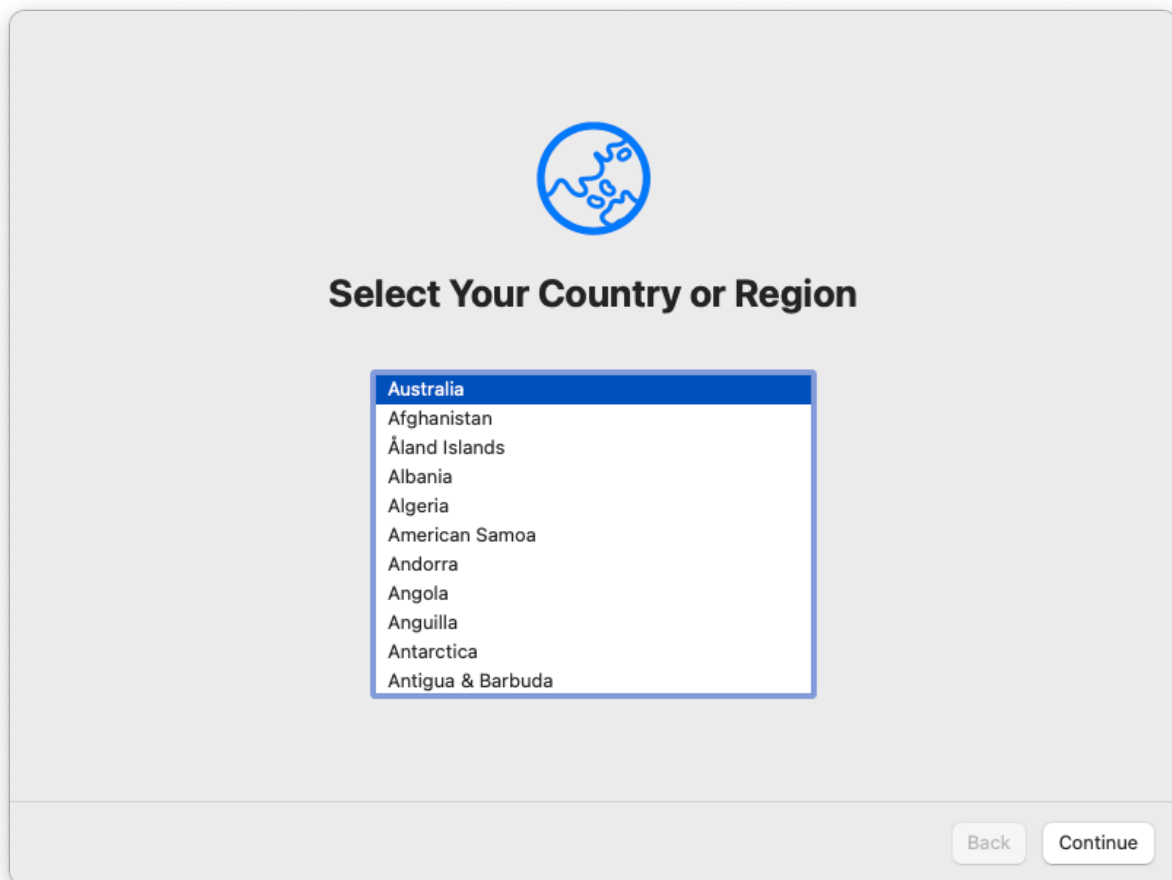 Select Your Country or Region
Australia
Afghanistan
Åland Islands
Albania
Algeria
American Samoa
Andorra
Angola
Anguilla
Antarctica
Antigua & Barbuda
Back
Continue